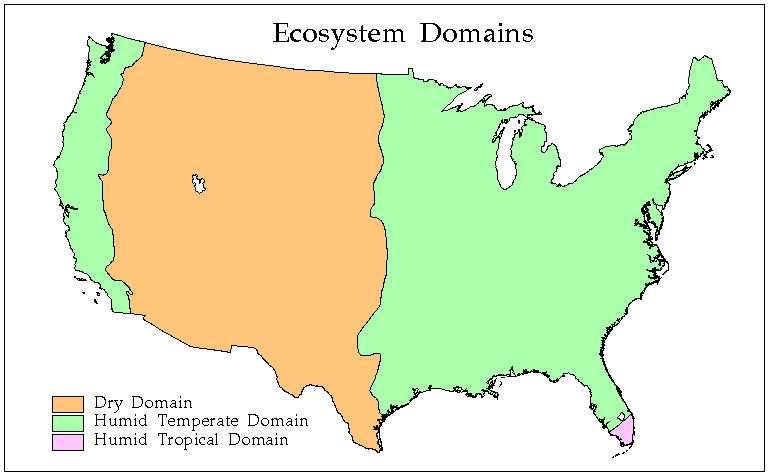 Ecosystem Domains
Dry Domain
Humid Temperate Domain
Humid Tropical Domain